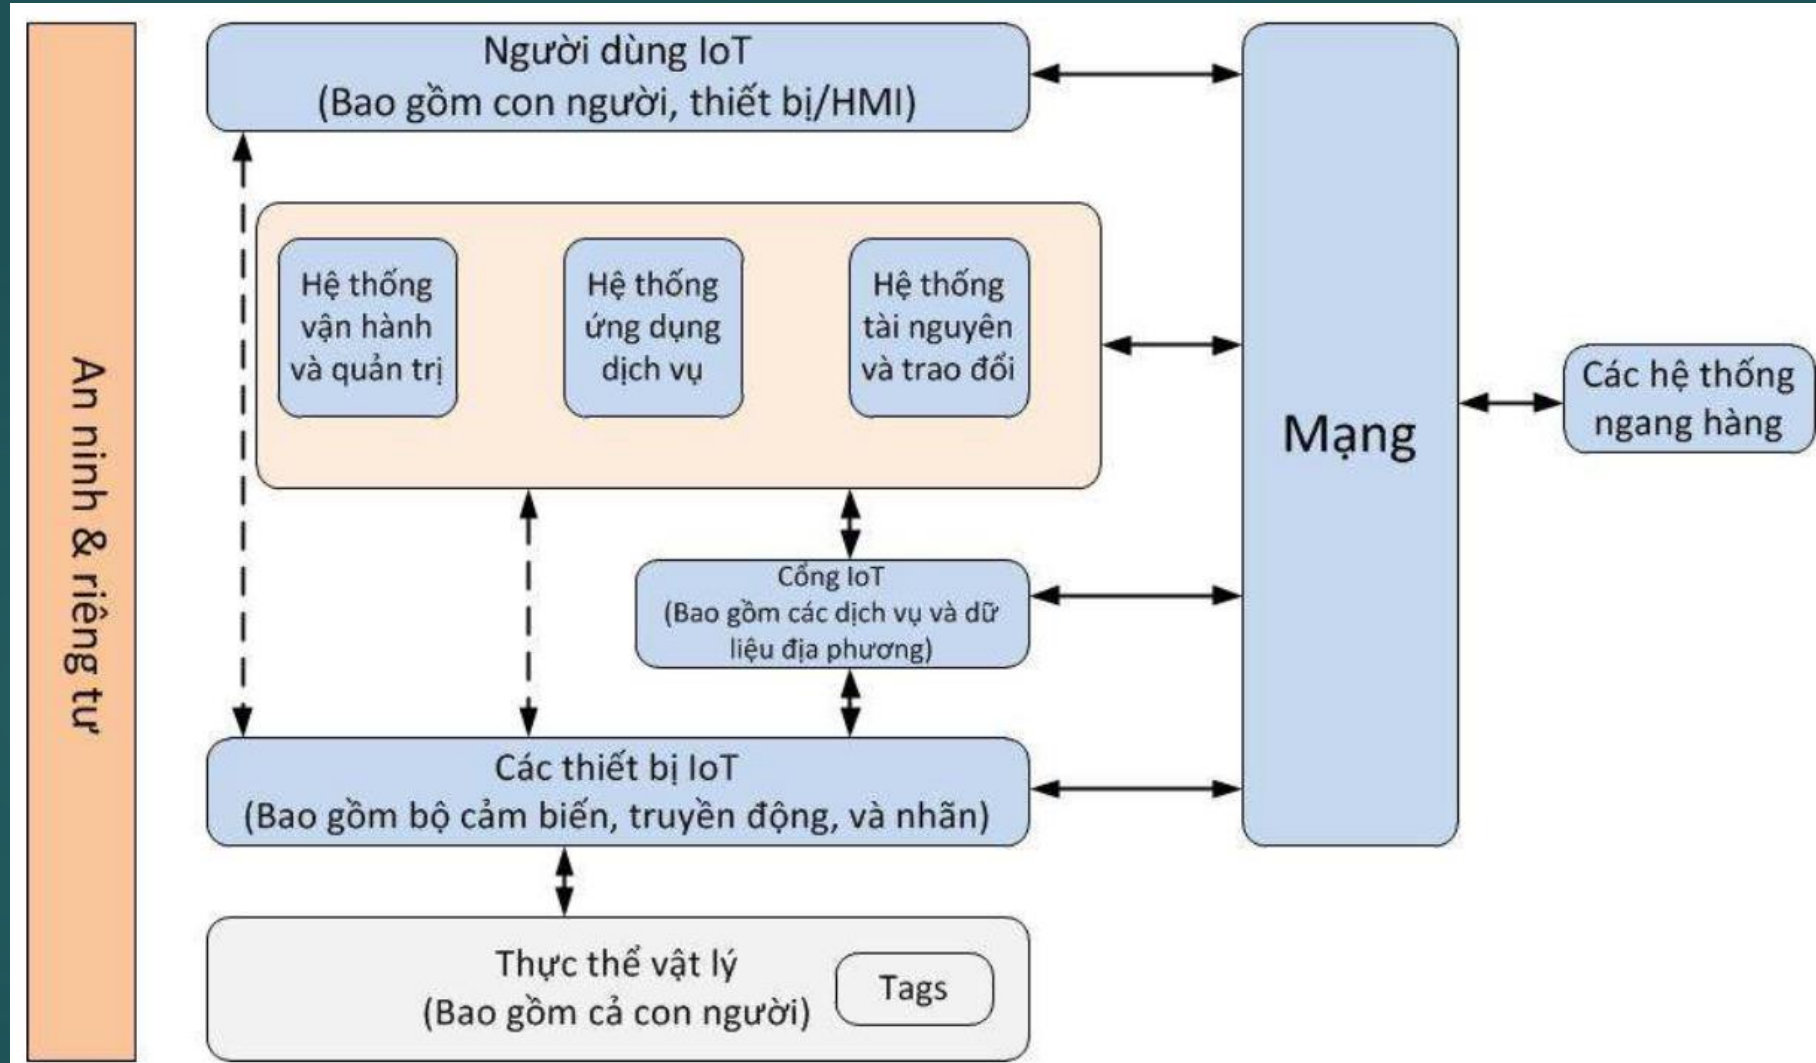 An ninh & riêng tư
Người dùng IoT
(Bao gồm con người, thiết bị/HMI)
Hệ thống
vận hành
và quản trị
Hệ thống
ứng dụng
dịch vụ
Hệ thống
tài nguyên
và trao đổi
Mạng
Các hệ thống
ngang hàng
Cổng IoT
(Bao gồm các dịch vụ và dữ
liệu địa phương)
Các thiết bị IoT
(Bao gồm bộ cảm biến, truyền động, và nhãn)
Thực thể vật lý
(Bao gồm cả con người)
Tags